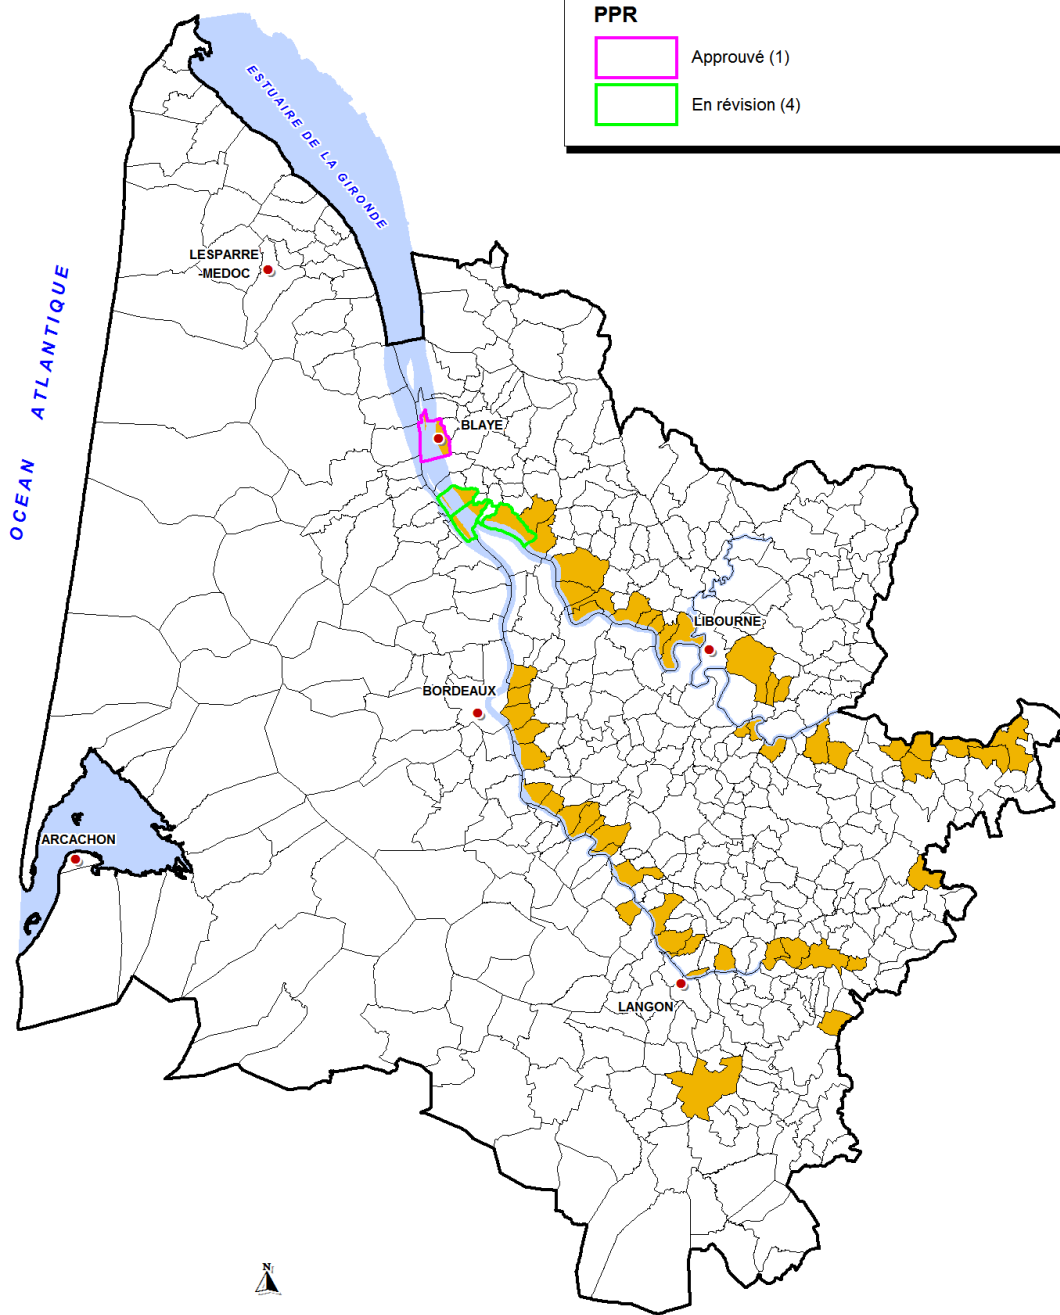 PPR
Approuvé (1)
En révision (4)
ESTUAIRE DE LA GIRONDE
LESPARRE
-MEDOC
OCEAN ATLANTIQUE
BLAYE
LIBOURNE
BORDEAUX
ARCACHON
LANGON
N